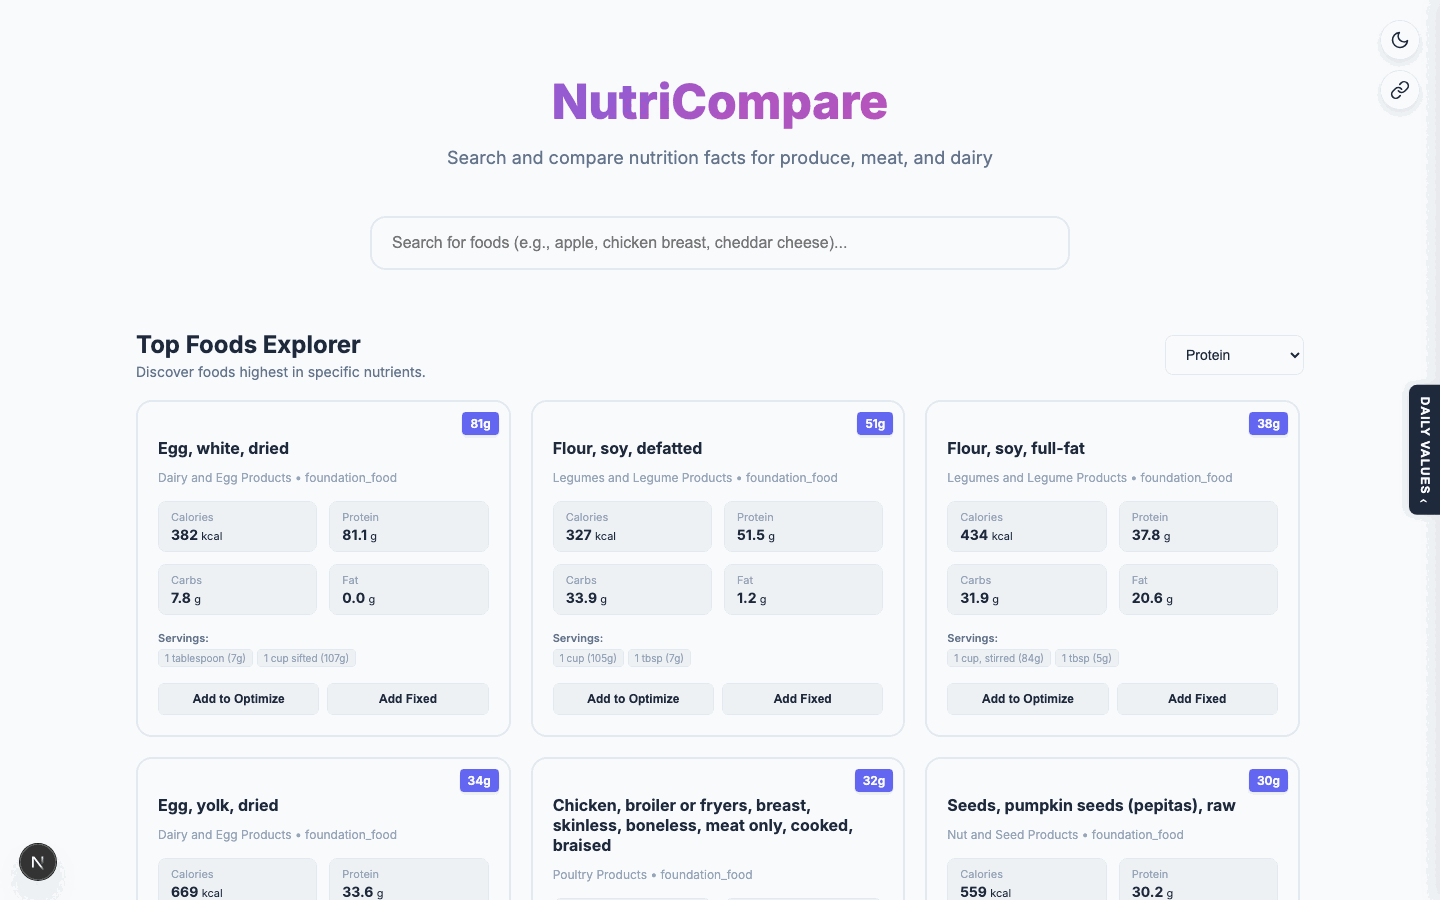 NutriCompare
Search and compare nutrition facts for produce, meat, and dairy
Search for foods (e.g., apple, chicken breast, cheddar cheese)...
Top Foods Explorer
Discover foods highest in specific nutrients.
Protein
DAILY VALUES
81g
Egg, white, dried
Dairy and Egg Products • foundation_food
Calories
382 kcal
Protein
81.1 g
Carbs
7.8 g
Fat
0.0 g
Servings:
1 tablespoon (7g)
1 cup sifted (107g)
Add to Optimize
Add Fixed
51g
Flour, soy, defatted
Legumes and Legume Products • foundation_food
Calories
327 kcal
Protein
51.5 g
Carbs
33.9 g
Fat
1.2 g
Servings:
1 cup (105g)
1 tbsp (7g)
Add to Optimize
Add Fixed
38g
Flour, soy, full-fat
Legumes and Legume Products • foundation_food
Calories
434 kcal
Protein
37.8 g
Carbs
31.9 g
Fat
20.6 g
Servings:
1 cup, stirred (84g)
1 tbsp (5g)
Add to Optimize
Add Fixed
34g
Egg, yolk, dried
Dairy and Egg Products • foundation_food
Calories
669 kcal
Protein
33.6 g
32g
Chicken, broiler or fryers, breast,
skinless, boneless, meat only, cooked,
braised
Poultry Products • foundation_food
30g
Seeds, pumpkin seeds (pepitas), raw
Nut and Seed Products • foundation_food
Calories
559 kcal
Protein
30.2 g
N